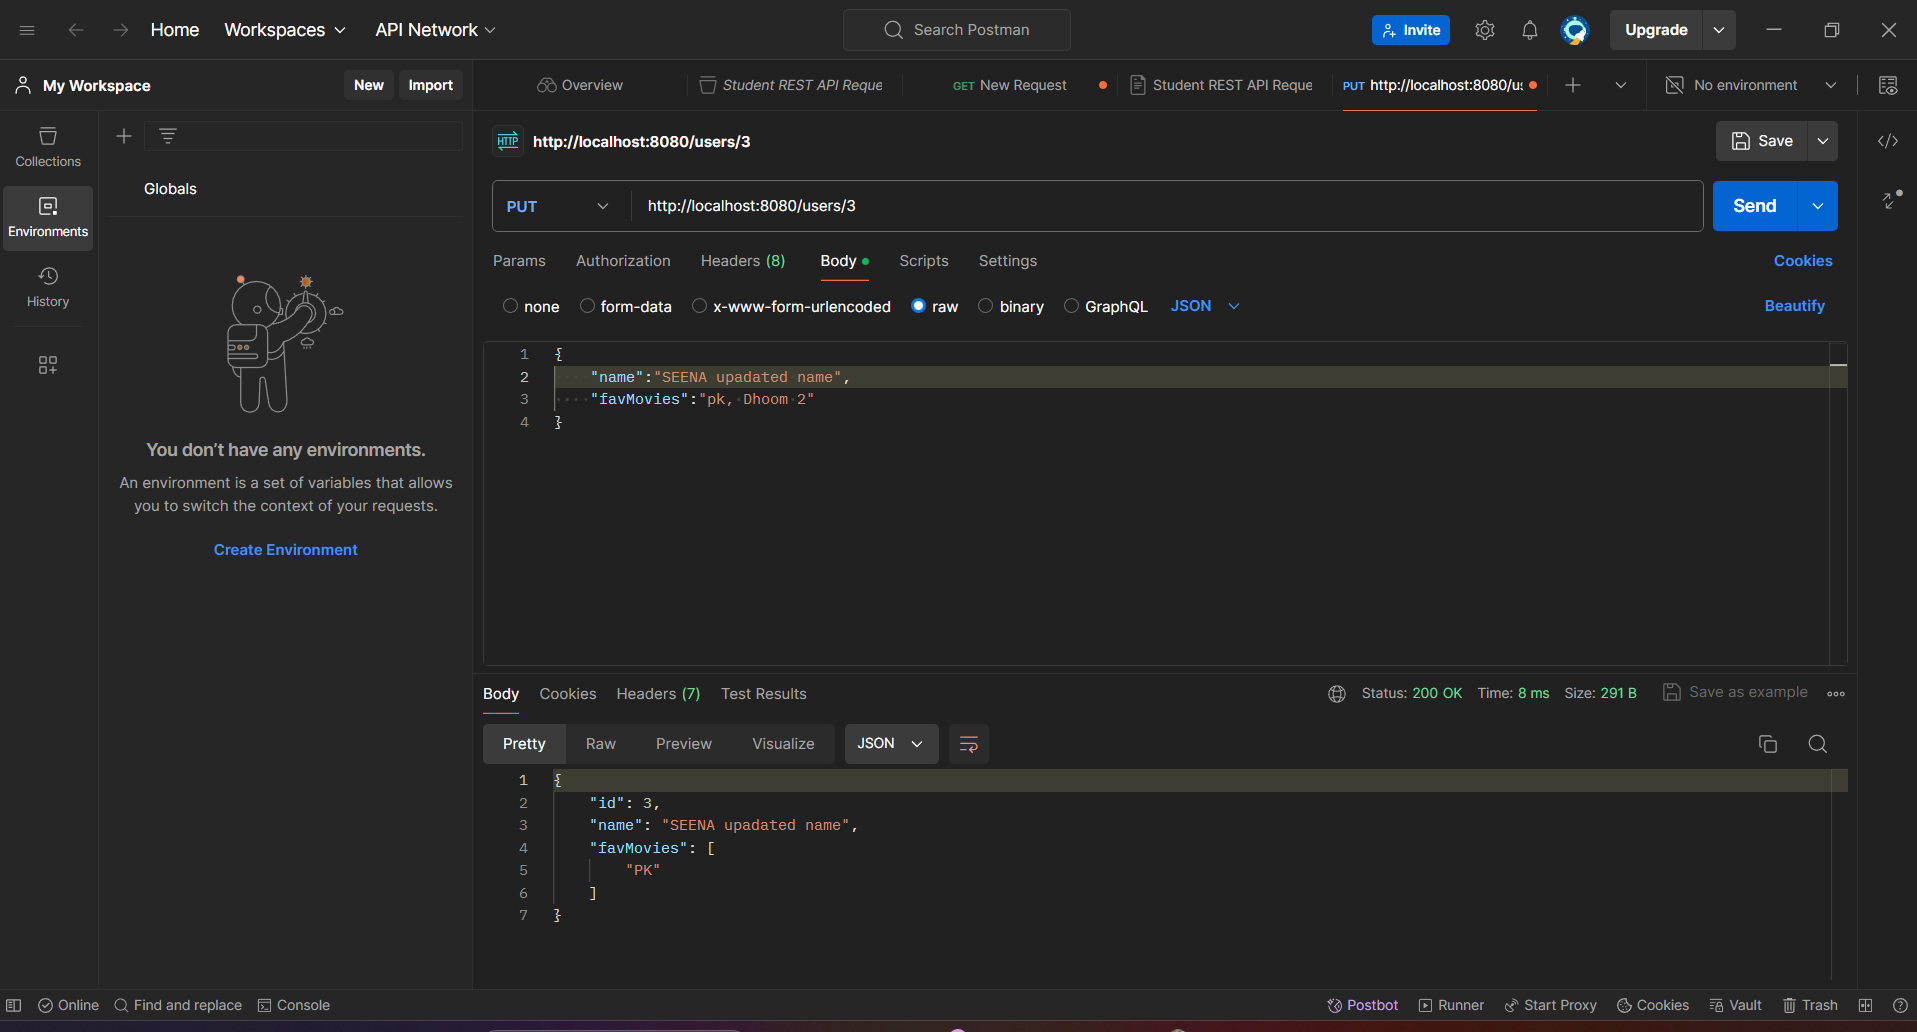 Home Workspaces API Network Search Postman Invite Upgrade
My Workspace New Import Overview Student REST API Reque GET New Request Student REST API Reque PUT http://localhost:8080/us No environment
Collections
Environments
History
Globals
You don’t have any environments.
An environment is a set of variables that allows
you to switch the context of your requests.
Create Environment
HTTP http://localhost:8080/users/3 Save
PUT http://localhost:8080/users/3 Send
Params Authorization Headers (8) Body Scripts Settings Cookies
none form-data x-www-form-urlencoded raw binary GraphQL JSON Beautify
1 {
2 "name":"SEENA upadated name",
3 "favMovies":"pk, Dhoom 2"
4 }
Body Cookies Headers (7) Test Results Status: 200 OK Time: 8 ms Size: 291 B Save as example
Pretty Raw Preview Visualize JSON
1 {
2 "id": 3,
3 "name": "SEENA upadated name",
4 "favMovies": [
5 "PK"
6 ]
7 }
Online Find and replace Console Postbot Runner Start Proxy Cookies Vault Trash